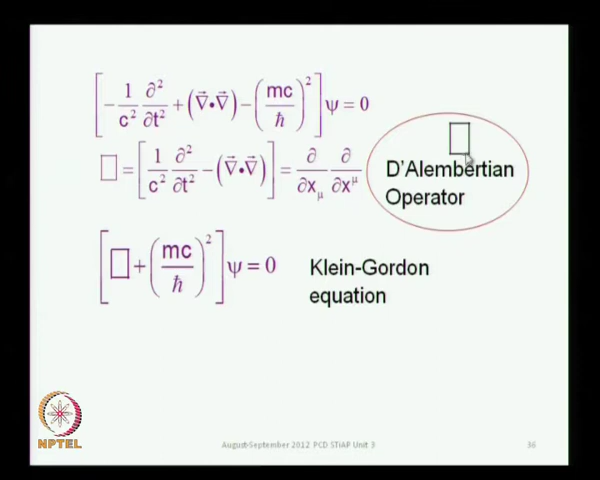 [-1/c² ∂²/∂t² + (∇⃗•∇⃗) - (mc/ħ)²] ψ = 0
□ = [1/c² ∂²/∂t² - (∇⃗•∇⃗)] = ∂/∂x_μ ∂/∂x^μ
□
D'Alembertian
Operator
[□ + (mc/ħ)²] ψ = 0
Klein-Gordon
equation
NPTEL
August-September 2012 PCD STiAP Unit 3
36